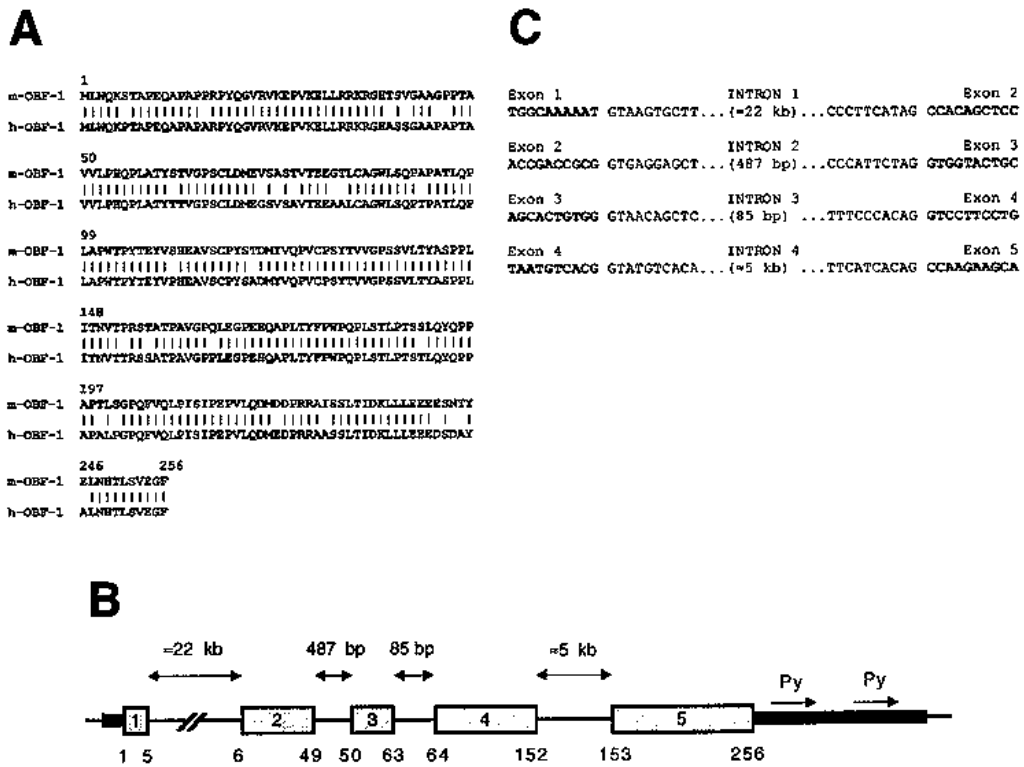 A
1
m-OBF-1 MLWQKSTAPEQAPAPPRPYQGVRVKEPVKELLRRKRGHTSVGAAGPPTA
h-OBF-1 MLWQKPTAPEQAPAPARPYQGVRVKEPVKELLRRKRGHASSGAAPAPTA
50
m-OBF-1 VVLPHQPLATYSTVGPSCLDMEVSASTVTEEGTLCAGWLSQPAPATLQP
h-OBF-1 VVLPHQPLATYTTVGPSCLDMEGSVSAVTEEAALCAGWLSQPTPATLQP
99
m-OBF-1 LAPWTPYTEYVSHEAVSCPYSTDMYVQPVCPSYTVVGPSSVLTYASPPL
h-OBF-1 LAPWTPYTEYVPHEAVSCPYSADMYVQPVCPSYTVVGPSSVLTYASPPL
148
m-OBF-1 ITNVTPRSTATPAVGPQLEGPEHQAPLTYFPWPQPLSTLPTSSLQYQPP
h-OBF-1 ITNVTTRSSATPAVGPPLEGPEHQAPLTYFPWPQPLSTLPTSTLQYQPP
197
m-OBF-1 APTLSGPQFVQLPISIPEPVLQDMDDPRRAISSLTIDKLLLEEEESNTY
h-OBF-1 APALPGPQFVQLPISIPEPVLQDMEDPRRAASSLTIDKLLLEEEDSDAY
246 256
m-OBF-1 ELNHTLSVEGF
h-OBF-1 ALNHTLSVEGF
C
Exon 1 INTRON 1 Exon 2
TGGCAAAAAT GTAAGTGCTT...(≈22 kb) ...CCCTTCATAG CCACAGCTCC
Exon 2 INTRON 2 Exon 3
ACCGACCGCG GTGAGGAGCT...(487 bp) ...CCCATTCTAG GTGGTACTGC
Exon 3 INTRON 3 Exon 4
AGCACTGTGG GTAACAGCTC...(85 bp) ...TTTCCCACAG GTCCTTCCTG
Exon 4 INTRON 4 Exon 5
TAATGTCACG GTATGTCACA...(≈5 kb) ...TTCATCACAG CCAAGAAGCA
B
≈22 kb 487 bp 85 bp ≈5 kb Py Py
1 2 3 4 5
1 5 6 49 50 63 64 152 153 256